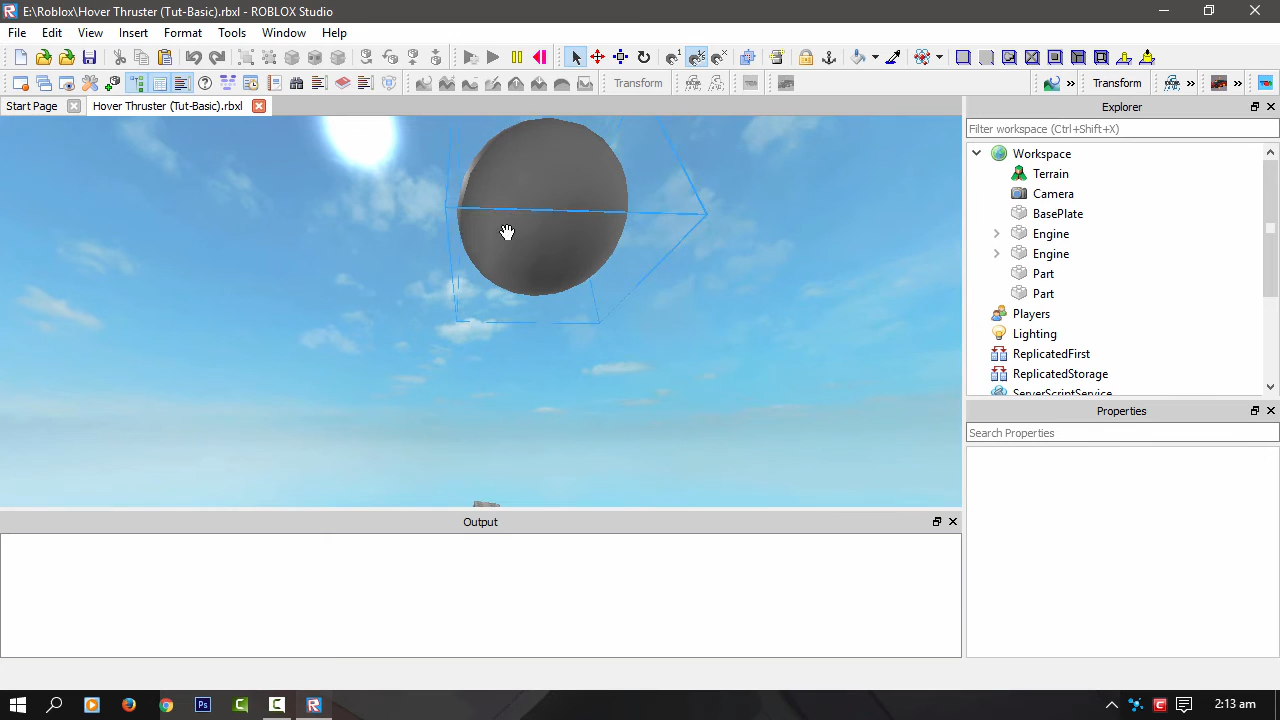 E:\Roblox\Hover Thruster (Tut-Basic).rbxl - ROBLOX Studio
File Edit View Insert Format Tools Window Help
Transform
Transform
Start Page
Hover Thruster (Tut-Basic).rbxl
Explorer
Filter workspace (Ctrl+Shift+X)
Workspace
Terrain
Camera
BasePlate
Engine
Engine
Part
Part
Players
Lighting
ReplicatedFirst
ReplicatedStorage
ServerScriptService
Properties
Search Properties
Output
2:13 am